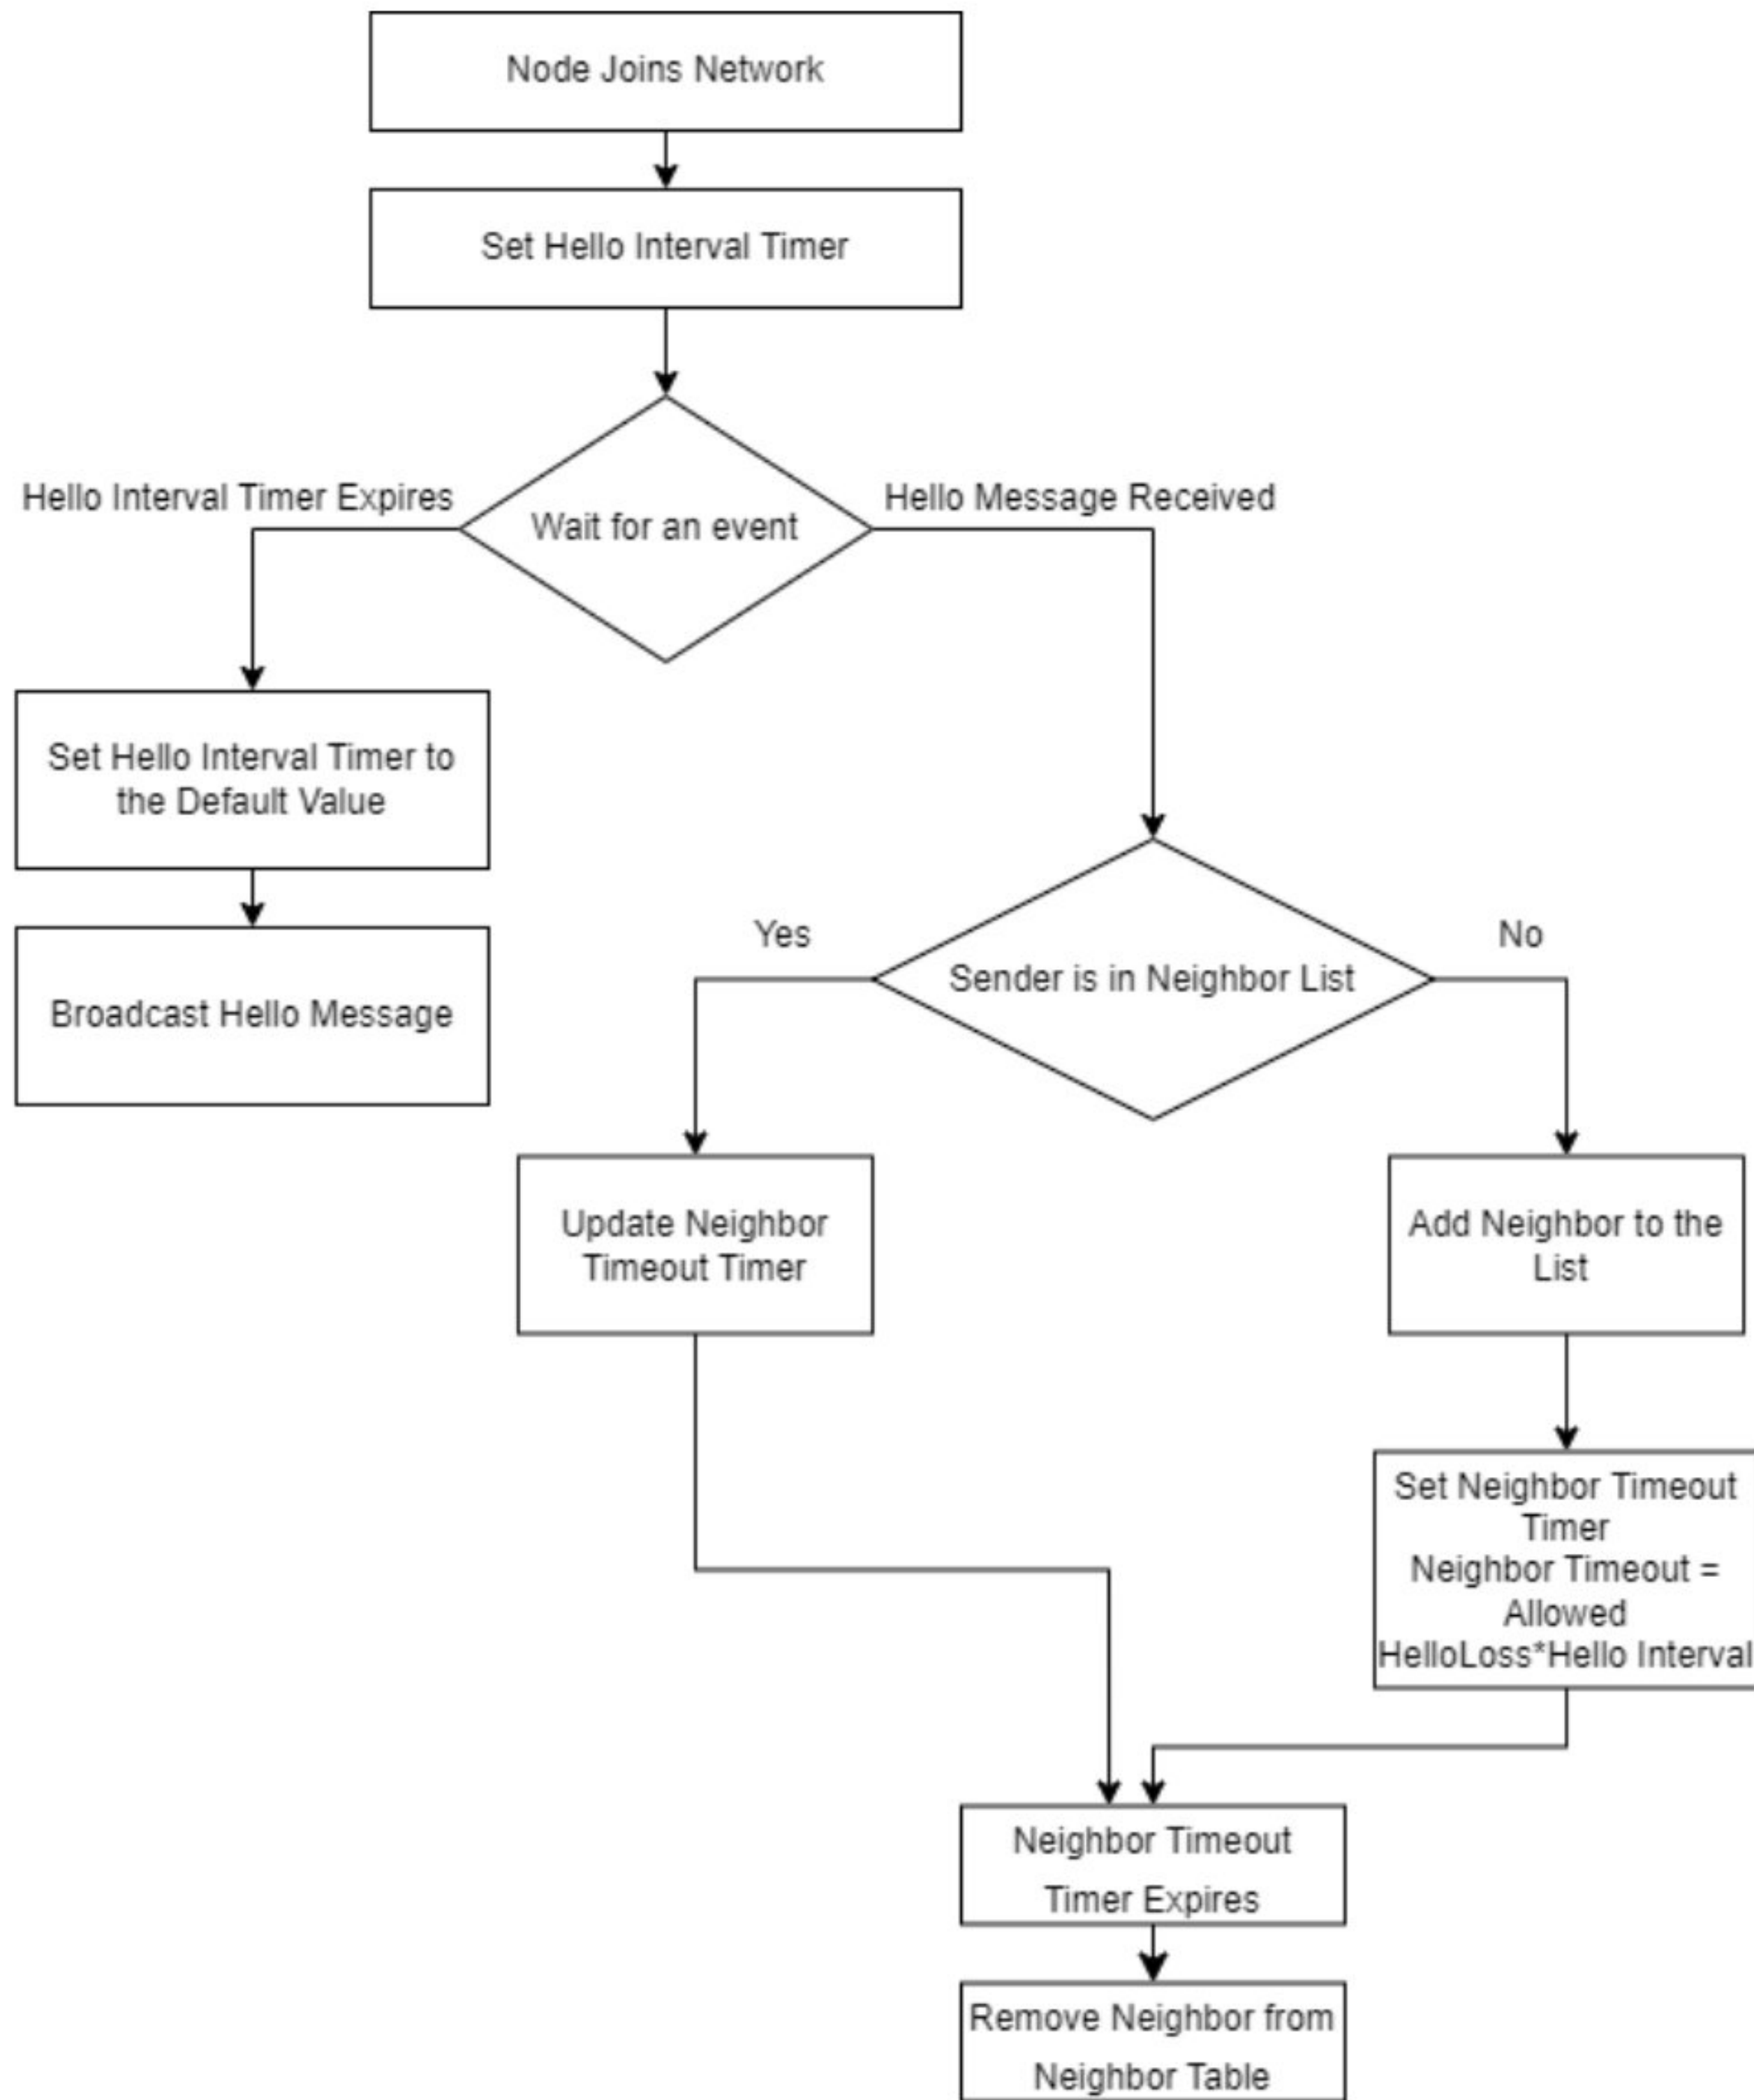 Node Joins Network
Set Hello Interval Timer
Hello Interval Timer Expires
Wait for an event
Hello Message Received
Set Hello Interval Timer to
the Default Value
Broadcast Hello Message
Yes
Sender is in Neighbor List
No
Update Neighbor
Timeout Timer
Add Neighbor to the
List
Set Neighbor Timeout
Timer
Neighbor Timeout =
Allowed
HelloLoss*Hello Interval
Neighbor Timeout
Timer Expires
Remove Neighbor from
Neighbor Table